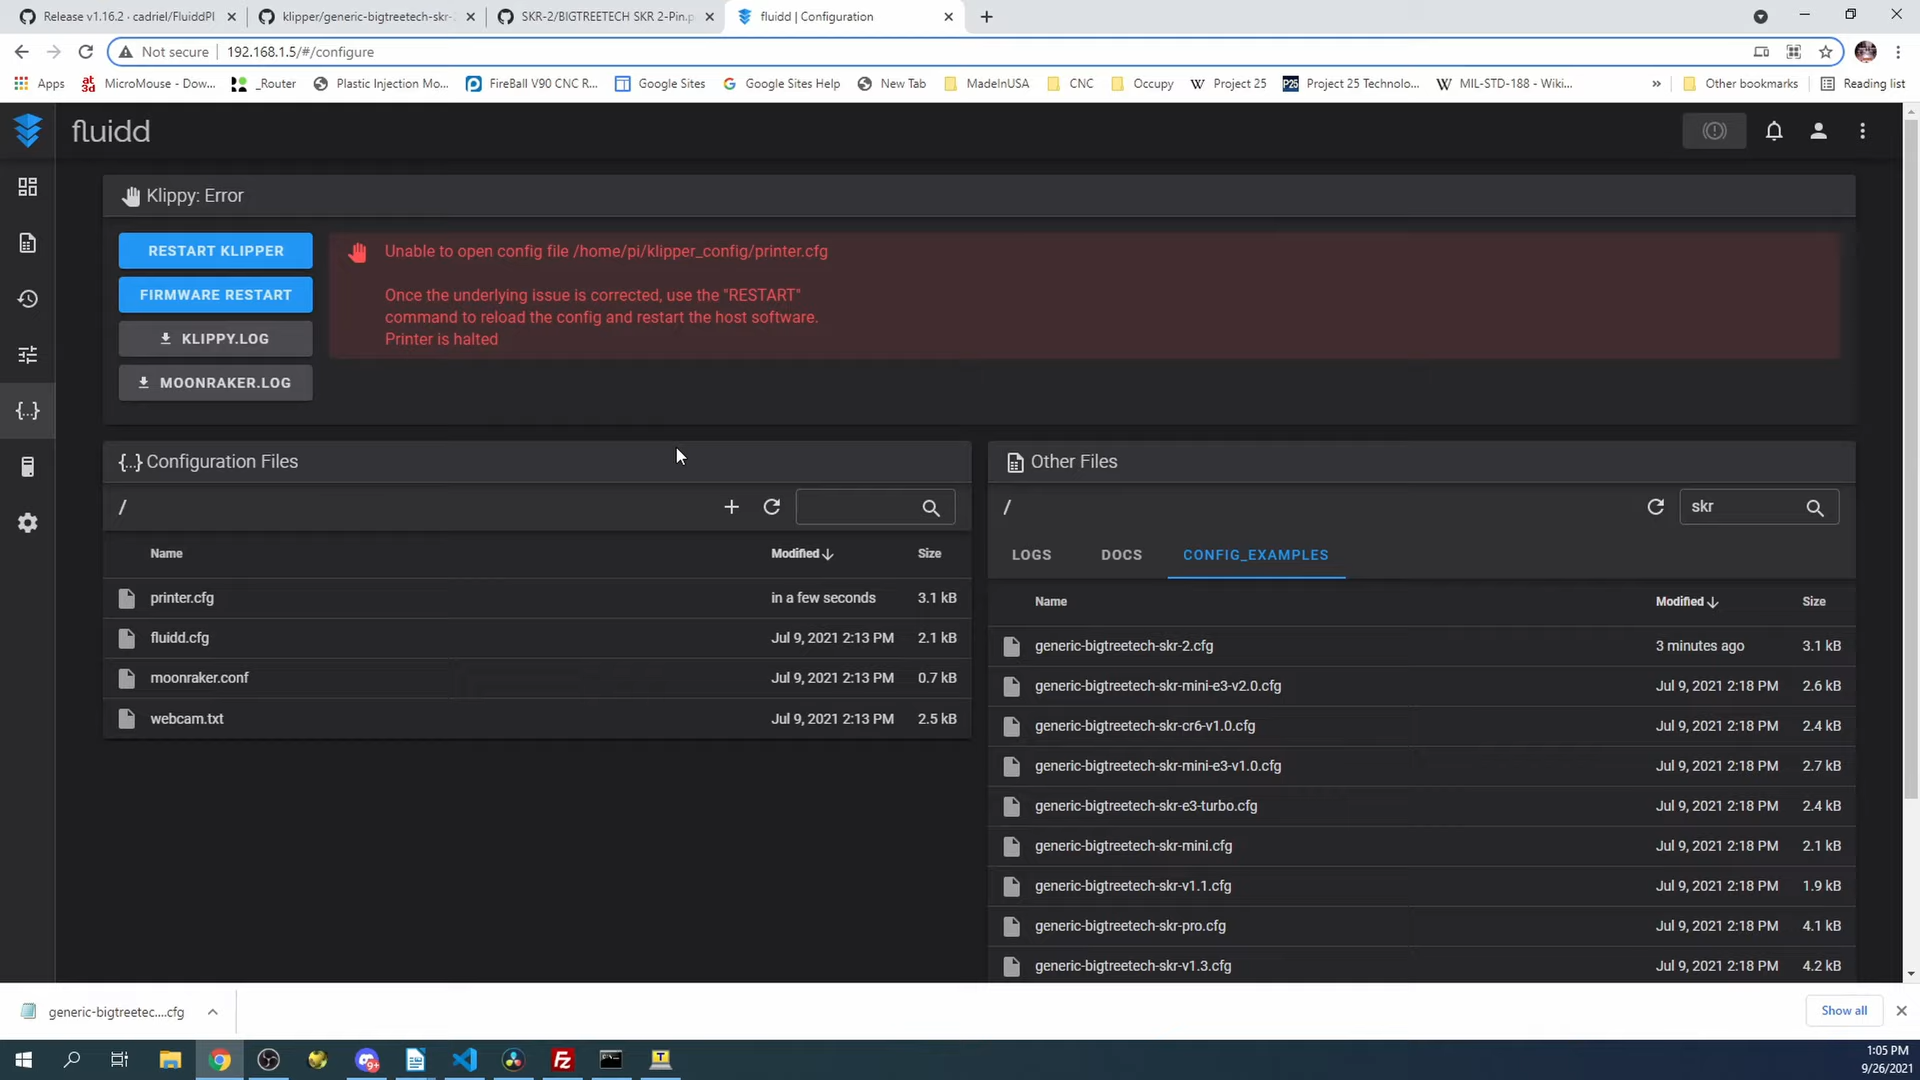 Release v1.16.2 · cadriel/FluiddPI
klipper/generic-bigtreetech-skr-
SKR-2/BIGTREETECH SKR 2-Pin.p
fluidd | Configuration
Not secure
192.168.1.5/#/configure
Apps
MicroMouse - Dow...
_Router
Plastic Injection Mo...
FireBall V90 CNC R...
Google Sites
Google Sites Help
New Tab
MadeInUSA
CNC
Occupy
Project 25
P25
Project 25 Technolo...
MIL-STD-188 - Wiki...
»
Other bookmarks
Reading list
fluidd
Klippy: Error
RESTART KLIPPER
FIRMWARE RESTART
KLIPPY.LOG
MOONRAKER.LOG
Unable to open config file /home/pi/klipper_config/printer.cfg
Once the underlying issue is corrected, use the "RESTART"
command to reload the config and restart the host software.
Printer is halted
{...} Configuration Files
/
Name Modified Size
printer.cfg in a few seconds 3.1 kB
fluidd.cfg Jul 9, 2021 2:13 PM 2.1 kB
moonraker.conf Jul 9, 2021 2:13 PM 0.7 kB
webcam.txt Jul 9, 2021 2:13 PM 2.5 kB
Other Files
/
skr
LOGS DOCS CONFIG_EXAMPLES
Name Modified Size
generic-bigtreetech-skr-2.cfg 3 minutes ago 3.1 kB
generic-bigtreetech-skr-mini-e3-v2.0.cfg Jul 9, 2021 2:18 PM 2.6 kB
generic-bigtreetech-skr-cr6-v1.0.cfg Jul 9, 2021 2:18 PM 2.4 kB
generic-bigtreetech-skr-mini-e3-v1.0.cfg Jul 9, 2021 2:18 PM 2.7 kB
generic-bigtreetech-skr-e3-turbo.cfg Jul 9, 2021 2:18 PM 2.4 kB
generic-bigtreetech-skr-mini.cfg Jul 9, 2021 2:18 PM 2.1 kB
generic-bigtreetech-skr-v1.1.cfg Jul 9, 2021 2:18 PM 1.9 kB
generic-bigtreetech-skr-pro.cfg Jul 9, 2021 2:18 PM 4.1 kB
generic-bigtreetech-skr-v1.3.cfg Jul 9, 2021 2:18 PM 4.2 kB
generic-bigtreetec....cfg
Show all
1:05 PM
9/26/2021